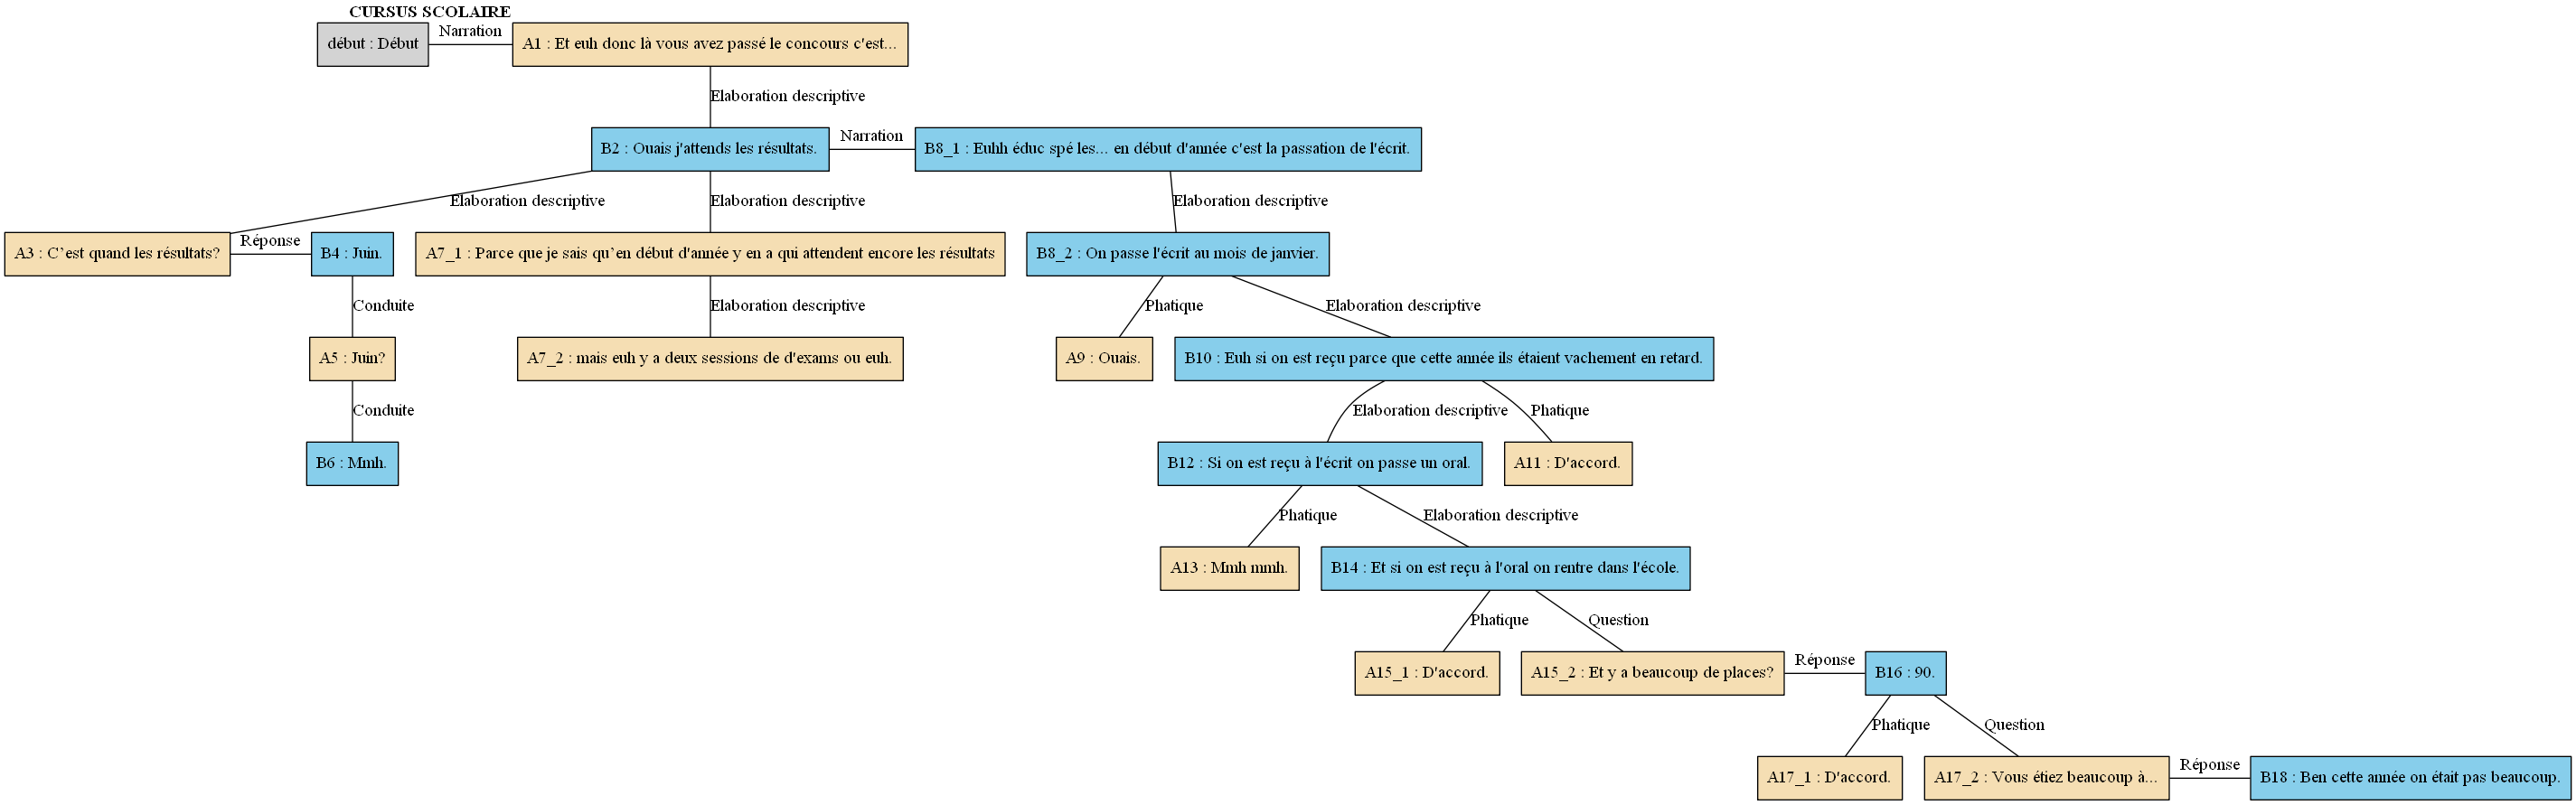 CURSUS SCOLAIRE
début : Début
Narration
A1 : Et euh donc là vous avez passé le concours c'est...
Elaboration descriptive
B2 : Ouais j'attends les résultats.
Narration
B8_1 : Euhh éduc spé les... en début d'année c'est la passation de l'écrit.
Elaboration descriptive
Elaboration descriptive
Elaboration descriptive
A3 : C’est quand les résultats?
Réponse
B4 : Juin.
A7_1 : Parce que je sais qu’en début d'année y en a qui attendent encore les résultats
B8_2 : On passe l'écrit au mois de janvier.
Conduite
Elaboration descriptive
Phatique
Elaboration descriptive
A5 : Juin?
A7_2 : mais euh y a deux sessions de d'exams ou euh.
A9 : Ouais.
B10 : Euh si on est reçu parce que cette année ils étaient vachement en retard.
Conduite
Elaboration descriptive
Phatique
B6 : Mmh.
B12 : Si on est reçu à l'écrit on passe un oral.
A11 : D'accord.
Phatique
Elaboration descriptive
A13 : Mmh mmh.
B14 : Et si on est reçu à l'oral on rentre dans l'école.
Phatique
Question
A15_1 : D'accord.
A15_2 : Et y a beaucoup de places?
Réponse
B16 : 90.
Phatique
Question
A17_1 : D'accord.
A17_2 : Vous étiez beaucoup à...
Réponse
B18 : Ben cette année on était pas beaucoup.